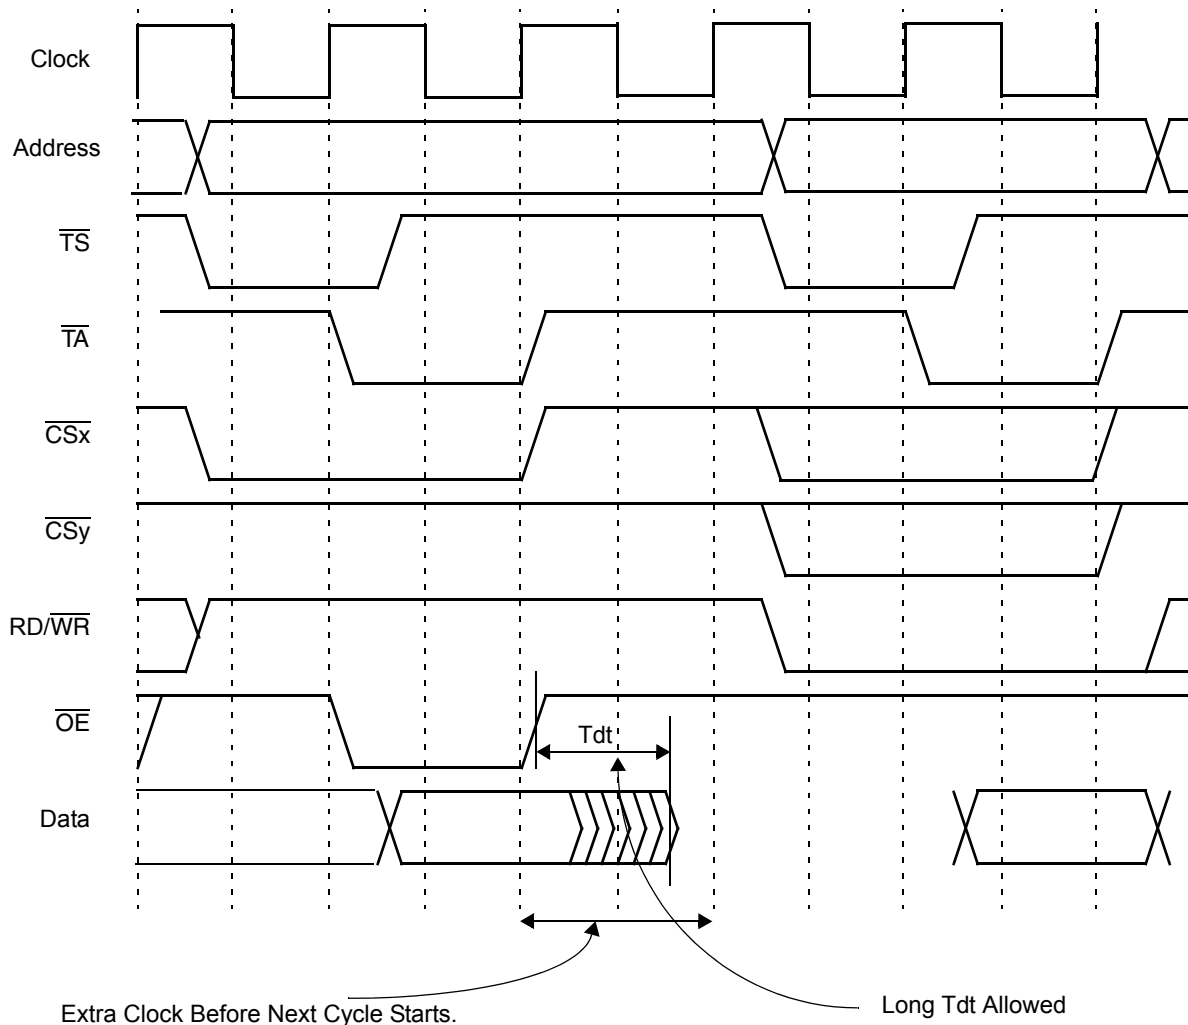 Clock
Address
TS
TA
CSx
CSy
RD/WR
OE
Tdt
Data
Extra Clock Before Next Cycle Starts.
Long Tdt Allowed